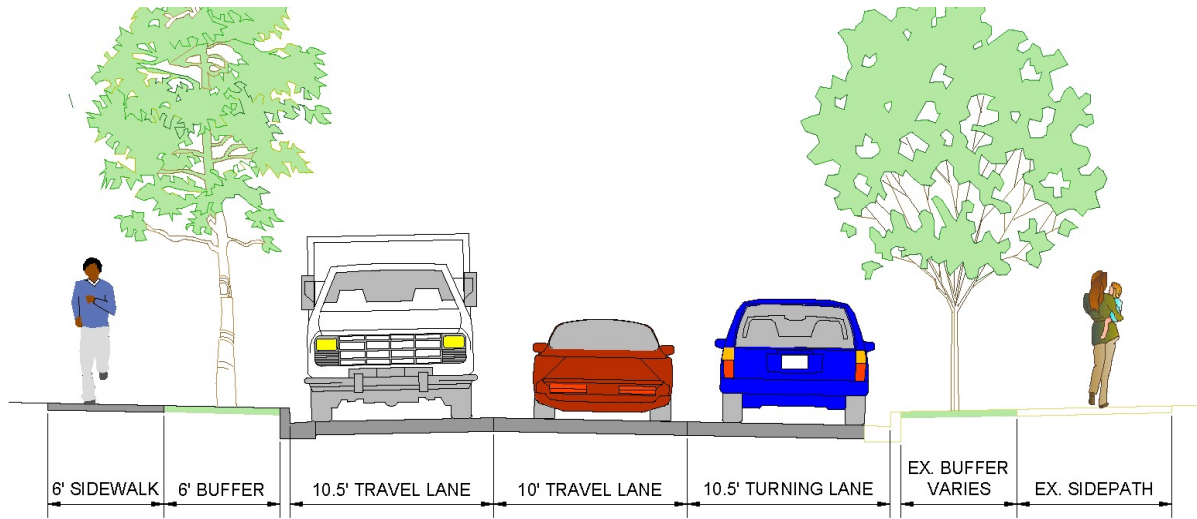 6' SIDEWALK
6' BUFFER
10.5' TRAVEL LANE
10' TRAVEL LANE
10.5' TURNING LANE
EX. BUFFER
VARIES
EX. SIDEPATH